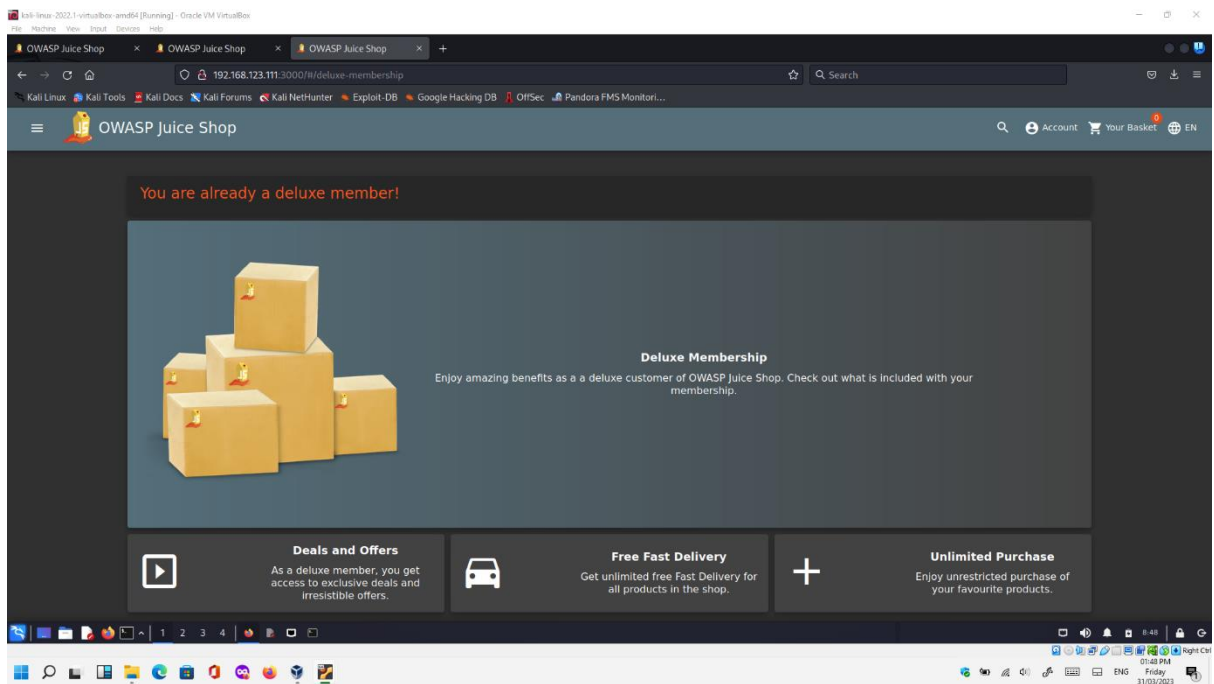 kali-linux-2022.1-virtualbox-amd64 [Running] - Oracle VM VirtualBox
File Machine View Input Devices Help
OWASP Juice Shop × OWASP Juice Shop × OWASP Juice Shop × +
192.168.123.111:3000/#/deluxe-membership
Search
Kali Linux Kali Tools Kali Docs Kali Forums Kali NetHunter Exploit-DB Google Hacking DB OffSec Pandora FMS Monitori...
OWASP Juice Shop
Account
Your Basket
0
EN
You are already a deluxe member!
Deluxe Membership
Enjoy amazing benefits as a a deluxe customer of OWASP Juice Shop. Check out what is included with your
membership.
Deals and Offers
As a deluxe member, you get
access to exclusive deals and
irresistible offers.
Free Fast Delivery
Get unlimited free Fast Delivery for
all products in the shop.
Unlimited Purchase
Enjoy unrestricted purchase of
your favourite products.
1 2 3 4
8:48
Right Ctrl
ENG
01:48 PM
Friday
31/03/2023